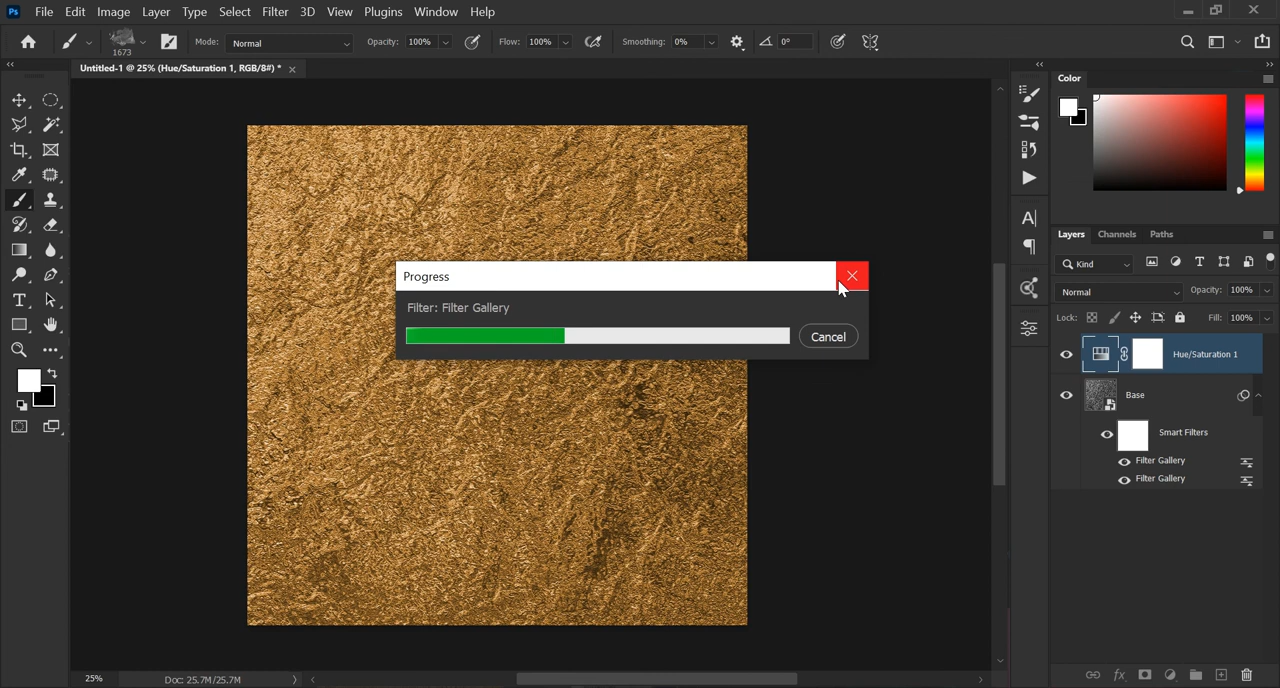 Ps File Edit Image Layer Type Select Filter 3D View Plugins Window Help
1673 Mode: Normal Opacity: 100% Flow: 100% Smoothing: 0% 0°
Untitled-1 @ 25% (Hue/Saturation 1, RGB/8#) *
Color
Progress
Filter: Filter Gallery
Cancel
Layers Channels Paths
Kind
Normal Opacity: 100%
Lock: Fill: 100%
Hue/Saturation 1
Base
Smart Filters
Filter Gallery
Filter Gallery
fx
25% Doc: 25.7M/25.7M